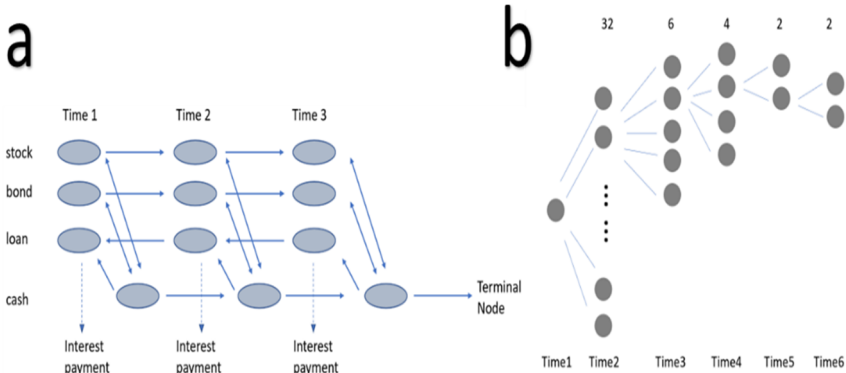 a
Time 1 Time 2 Time 3
stock
bond
loan
cash
Terminal
Node
Interest
payment
Interest
payment
Interest
payment
b
32 6 4 2 2
Time1 Time2 Time3 Time4 Time5 Time6